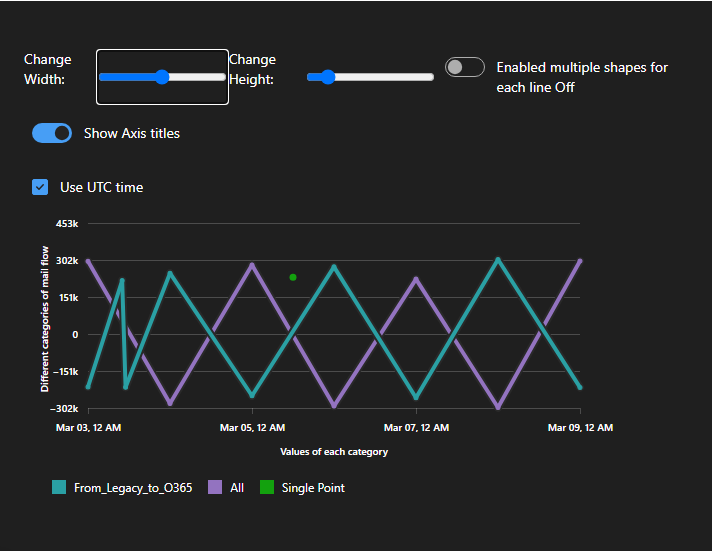 Change Width:
Change Height:
Enabled multiple shapes for
each line Off
Show Axis titles
Use UTC time
Different categories of mail flow
453k
302k
151k
0
−151k
−302k
Mar 03, 12 AM Mar 05, 12 AM Mar 07, 12 AM Mar 09, 12 AM
Values of each category
From_Legacy_to_O365 All Single Point